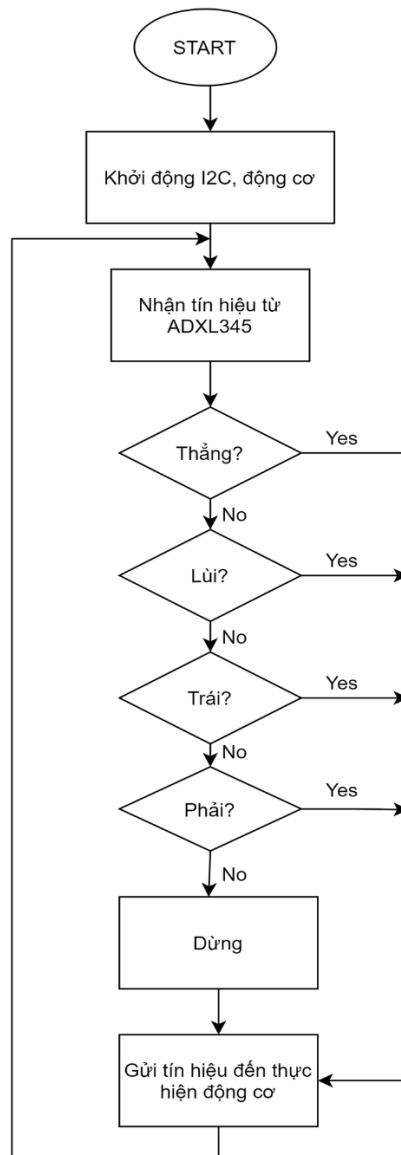 START
Khởi động I2C, động cơ
Nhận tín hiệu từ
ADXL345
Thẳng?
Yes
No
Lùi?
Yes
No
Trái?
Yes
No
Phải?
Yes
No
Dừng
Gửi tín hiệu đến thực
hiện động cơ